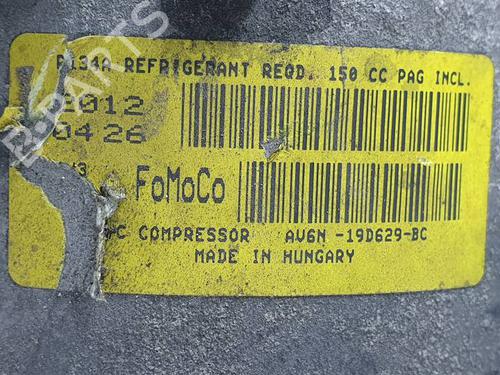 R134A REFRIGERANT REQD. 150 CC PAG INCL.
2012
0426
FoMoCo
COMPRESSOR AV6N -19D629-BC
MADE IN HUNGARY